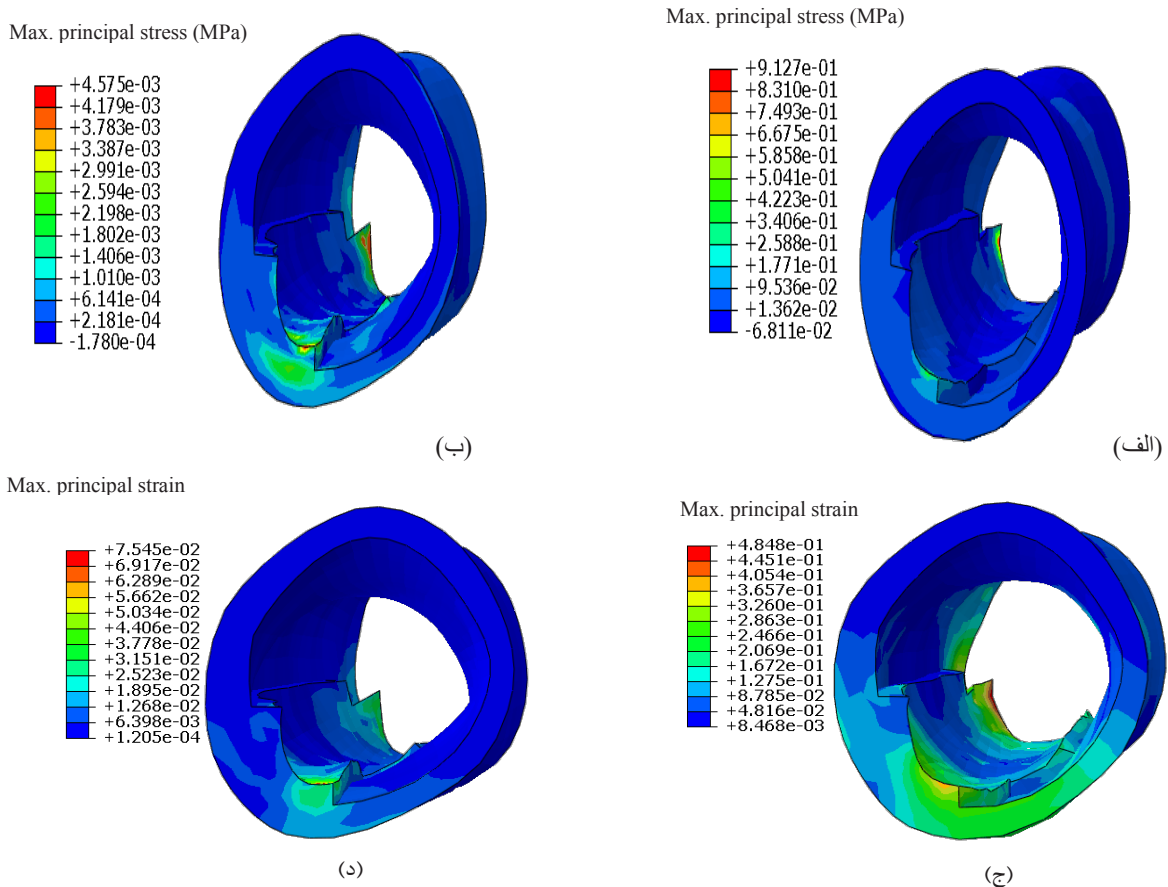 Max. principal stress (MPa)
+4.575e-03
+4.179e-03
+3.783e-03
+3.387e-03
+2.991e-03
+2.594e-03
+2.198e-03
+1.802e-03
+1.406e-03
+1.010e-03
+6.141e-04
+2.181e-04
-1.780e-04
(ب)
Max. principal stress (MPa)
+9.127e-01
+8.310e-01
+7.493e-01
+6.675e-01
+5.858e-01
+5.041e-01
+4.223e-01
+3.406e-01
+2.588e-01
+1.771e-01
+9.536e-02
+1.362e-02
-6.811e-02
(الف)
Max. principal strain
+7.545e-02
+6.917e-02
+6.289e-02
+5.662e-02
+5.034e-02
+4.406e-02
+3.778e-02
+3.151e-02
+2.523e-02
+1.895e-02
+1.268e-02
+6.398e-03
+1.205e-04
(د)
Max. principal strain
+4.848e-01
+4.451e-01
+4.054e-01
+3.657e-01
+3.260e-01
+2.863e-01
+2.466e-01
+2.069e-01
+1.672e-01
+1.275e-01
+8.785e-02
+4.816e-02
+8.468e-03
(ج)